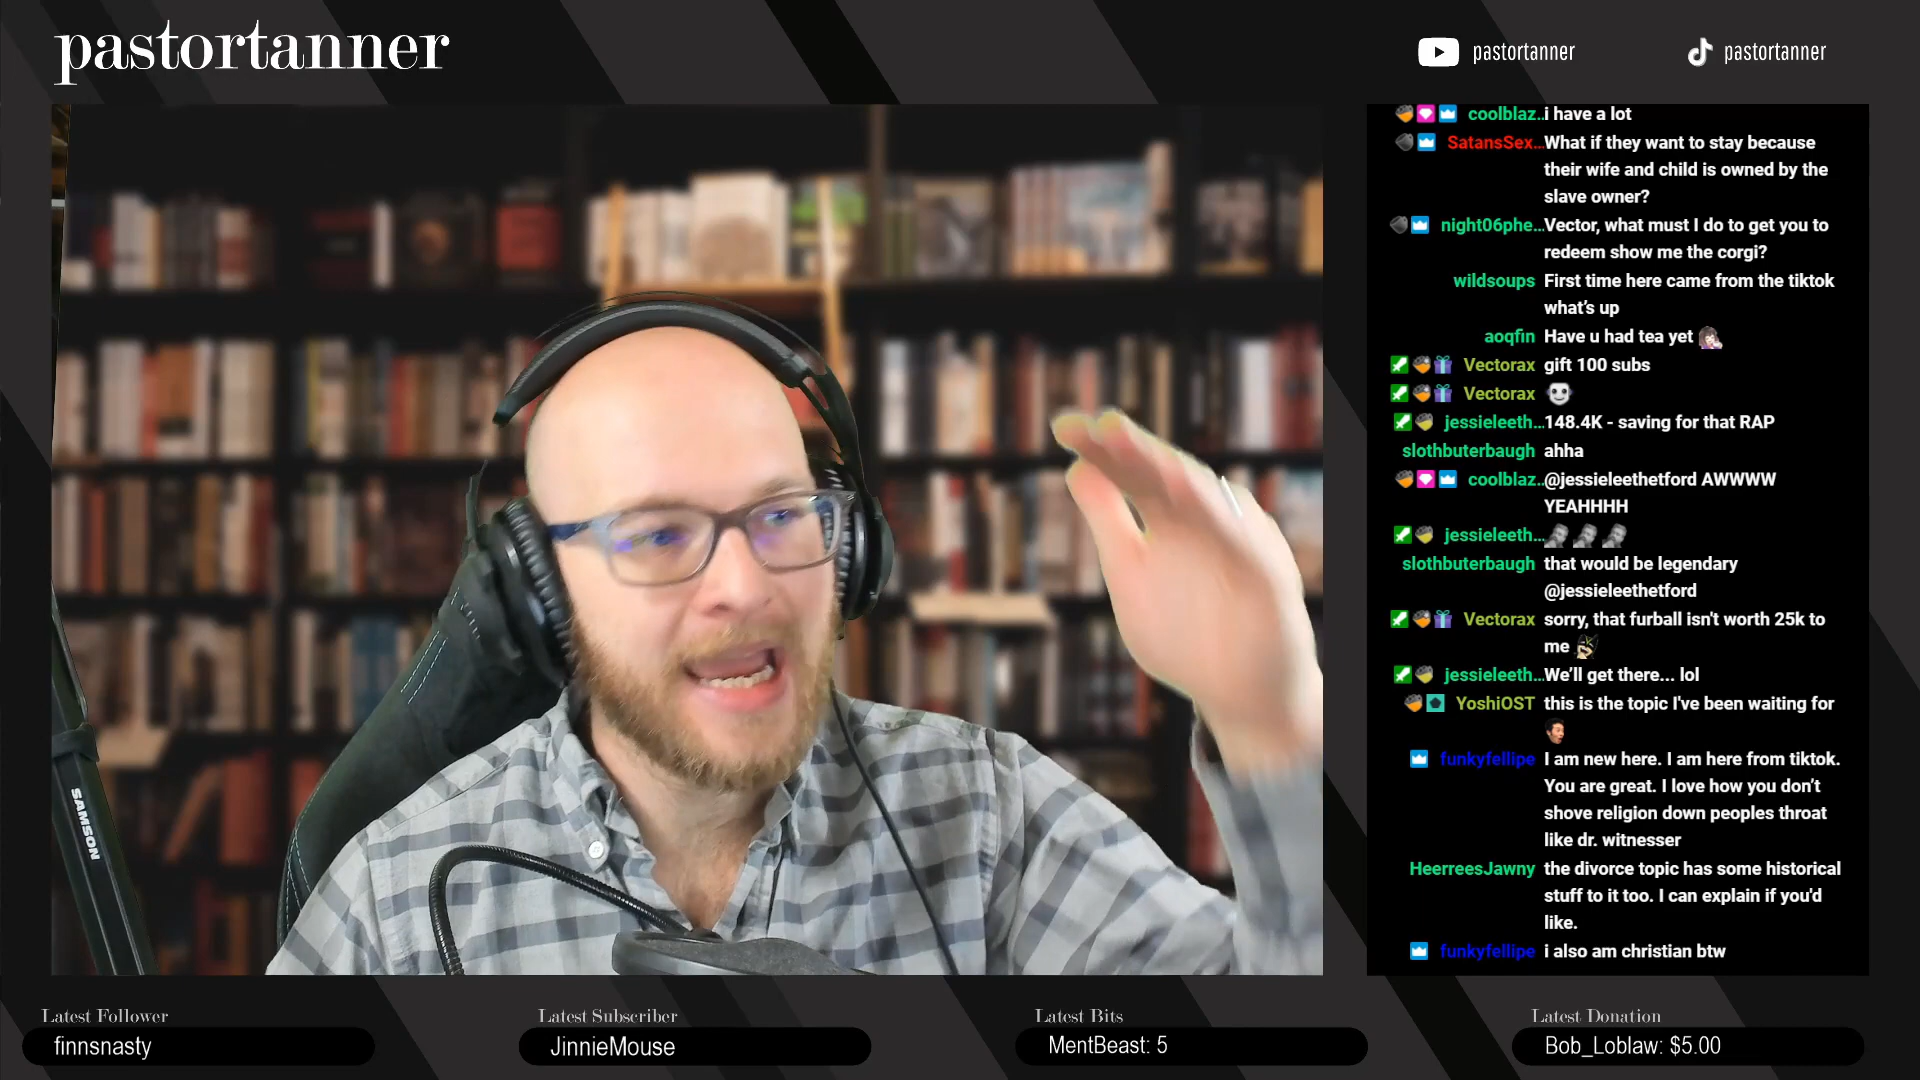 pastortanner
pastortanner
pastortanner
coolblaz.. i have a lot
SatansSex... What if they want to stay because
their wife and child is owned by the
slave owner?
night06phe... Vector, what must I do to get you to
redeem show me the corgi?
wildsoups First time here came from the tiktok
what's up
aoqfin Have u had tea yet
Vectorax gift 100 subs
Vectorax
jessieleeth... 148.4K - saving for that RAP
slothbuterbaugh ahha
coolblaz.. @jessieleethetford AWWWW
YEAHHHH
jessieleeth...
slothbuterbaugh that would be legendary
@jessieleethetford
Vectorax sorry, that furball isn't worth 25k to
me
jessieleeth... We'll get there... lol
YoshiOST this is the topic I've been waiting for
funkyfellipe I am new here. I am here from tiktok.
You are great. I love how you don't
shove religion down peoples throat
like dr. witnesser
HeerreesJawny the divorce topic has some historical
stuff to it too. I can explain if you'd
like.
funkyfellipe i also am christian btw
SAMSON
Latest Follower
finnsnasty
Latest Subscriber
JinnieMouse
Latest Bits
MentBeast: 5
Latest Donation
Bob_Loblaw: $5.00